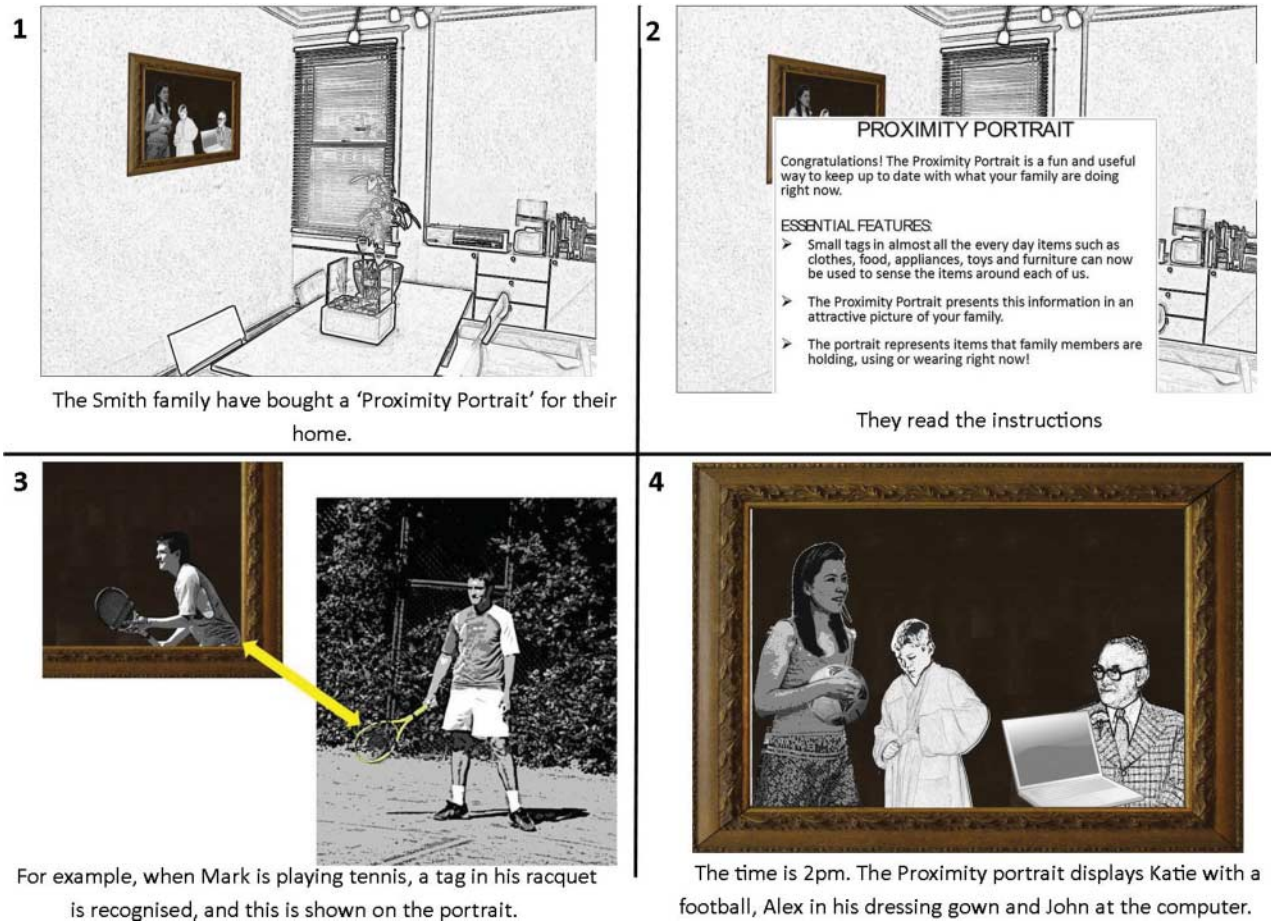 1
The Smith family have bought a ‘Proximity Portrait’ for their
home.
2
PROXIMITY PORTRAIT
Congratulations! The Proximity Portrait is a fun and useful
way to keep up to date with what your family are doing
right now.
ESSENTIAL FEATURES:
➤ Small tags in almost all the every day items such as
clothes, food, appliances, toys and furniture can now
be used to sense the items around each of us.
➤ The Proximity Portrait presents this information in an
attractive picture of your family.
➤ The portrait represents items that family members are
holding, using or wearing right now!
They read the instructions
3
For example, when Mark is playing tennis, a tag in his racquet
is recognised, and this is shown on the portrait.
4
The time is 2pm. The Proximity portrait displays Katie with a
football, Alex in his dressing gown and John at the computer.